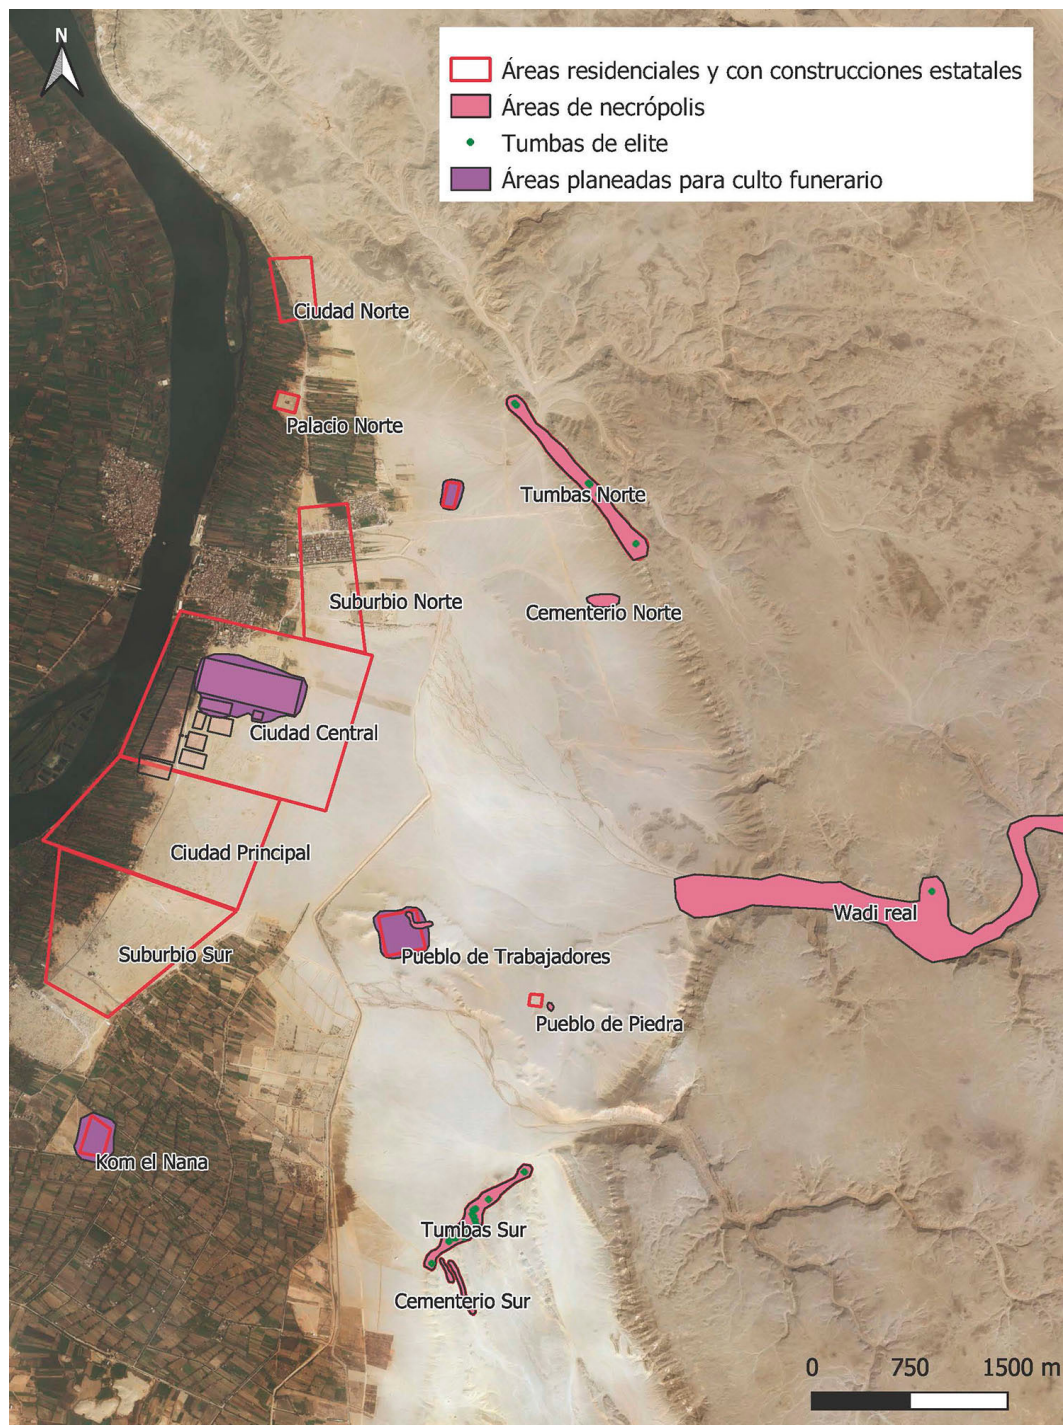 N
Áreas residenciales y con construcciones estatales
Áreas de necrópolis
Tumbas de elite
Áreas planeadas para culto funerario
Ciudad Norte
Palacio Norte
Tumbas Norte
Suburbio Norte
Cementerio Norte
Ciudad Central
Ciudad Principal
Wadi real
Suburbio Sur
Pueblo de Trabajadores
Pueblo de Piedra
Kom el Nana
Tumbas Sur
Cementerio Sur
0 750 1500 m